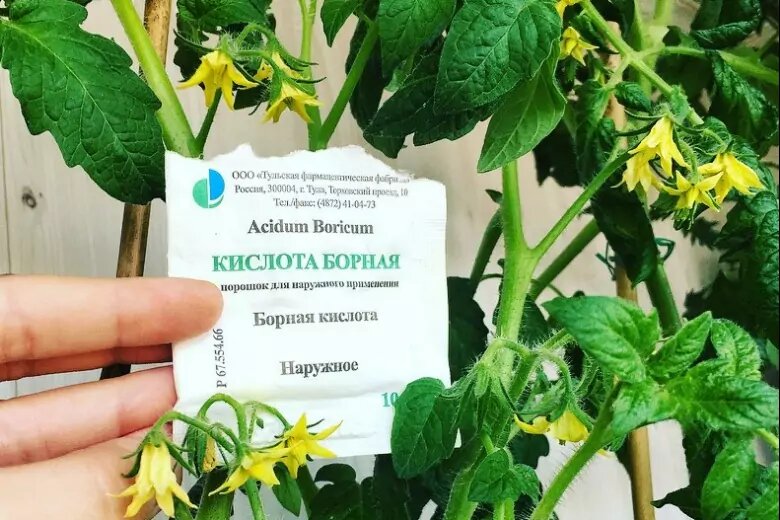 ООО «Тульская фармацевтическая фабрика»
Россия, 300004, г. Тула, Торховский проезд, 10
Тел./факс: (4872) 41-04-73
Acidum Boricum
КИСЛОТА БОРНАЯ
порошок для наружного применения
Борная кислота
Наружное
10
Р 67.554.66